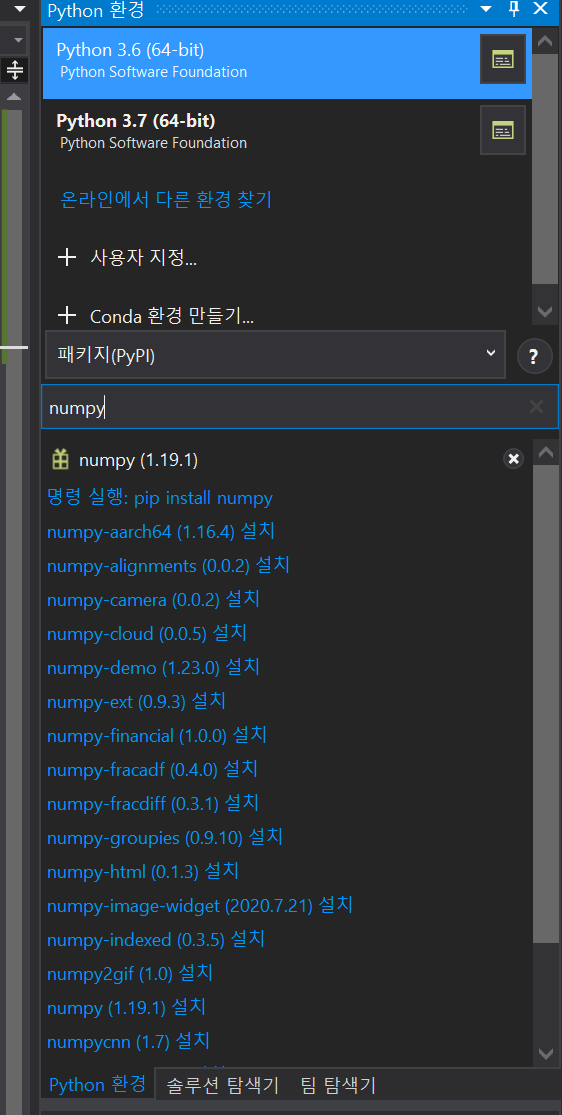 Python 환경
Python 3.6 (64-bit)
Python Software Foundation
Python 3.7 (64-bit)
Python Software Foundation
온라인에서 다른 환경 찾기
사용자 지정...
Conda 환경 만들기...
패키지(PyPI)
?
numpy
numpy (1.19.1)
명령 실행: pip install numpy
numpy-aarch64 (1.16.4) 설치
numpy-alignments (0.0.2) 설치
numpy-camera (0.0.2) 설치
numpy-cloud (0.0.5) 설치
numpy-demo (1.23.0) 설치
numpy-ext (0.9.3) 설치
numpy-financial (1.0.0) 설치
numpy-fracadf (0.4.0) 설치
numpy-fracdiff (0.3.1) 설치
numpy-groupies (0.9.10) 설치
numpy-html (0.1.3) 설치
numpy-image-widget (2020.7.21) 설치
numpy-indexed (0.3.5) 설치
numpy2gif (1.0) 설치
numpy (1.19.1) 설치
numpycnn (1.7) 설치
Python 환경 솔루션 탐색기 팀 탐색기